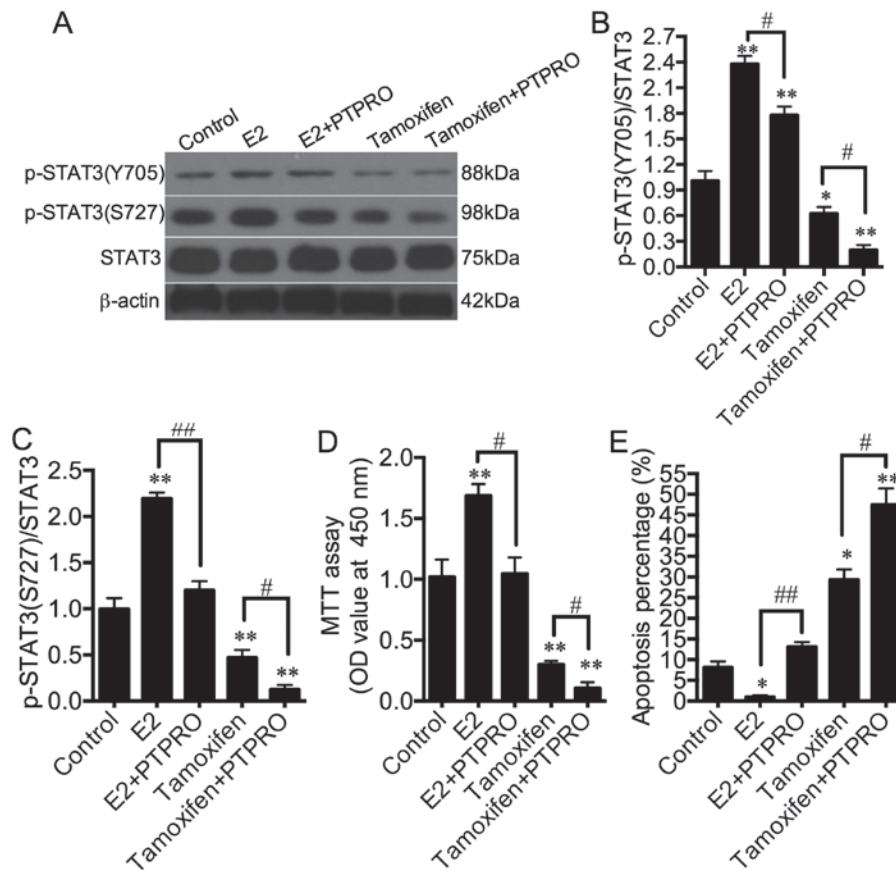 A
Control
E2
E2+PTPRO
Tamoxifen
Tamoxifen+PTPRO
p-STAT3(Y705)
88kDa
p-STAT3(S727)
98kDa
STAT3
75kDa
β-actin
42kDa
B
p-STAT3(Y705)/STAT3
2.7
2.4
2.1
1.8
1.5
1.2
0.9
0.6
0.3
0.0
**
#
**
*
#
**
Control
E2
E2+PTPRO
Tamoxifen
Tamoxifen+PTPRO
C
p-STAT3(S727)/STAT3
2.5
2.0
1.5
1.0
0.5
0.0
##
**
#
**
**
Control
E2
E2+PTPRO
Tamoxifen
Tamoxifen+PTPRO
D
MTT assay
(OD value at 450 nm)
2.0
1.5
1.0
0.5
0.0
#
**
#
**
**
Control
E2
E2+PTPRO
Tamoxifen
Tamoxifen+PTPRO
E
Apoptosis percentage (%)
55
50
45
40
35
30
25
20
15
10
5
0
#
**
*
##
*
Control
E2
E2+PTPRO
Tamoxifen
Tamoxifen+PTPRO